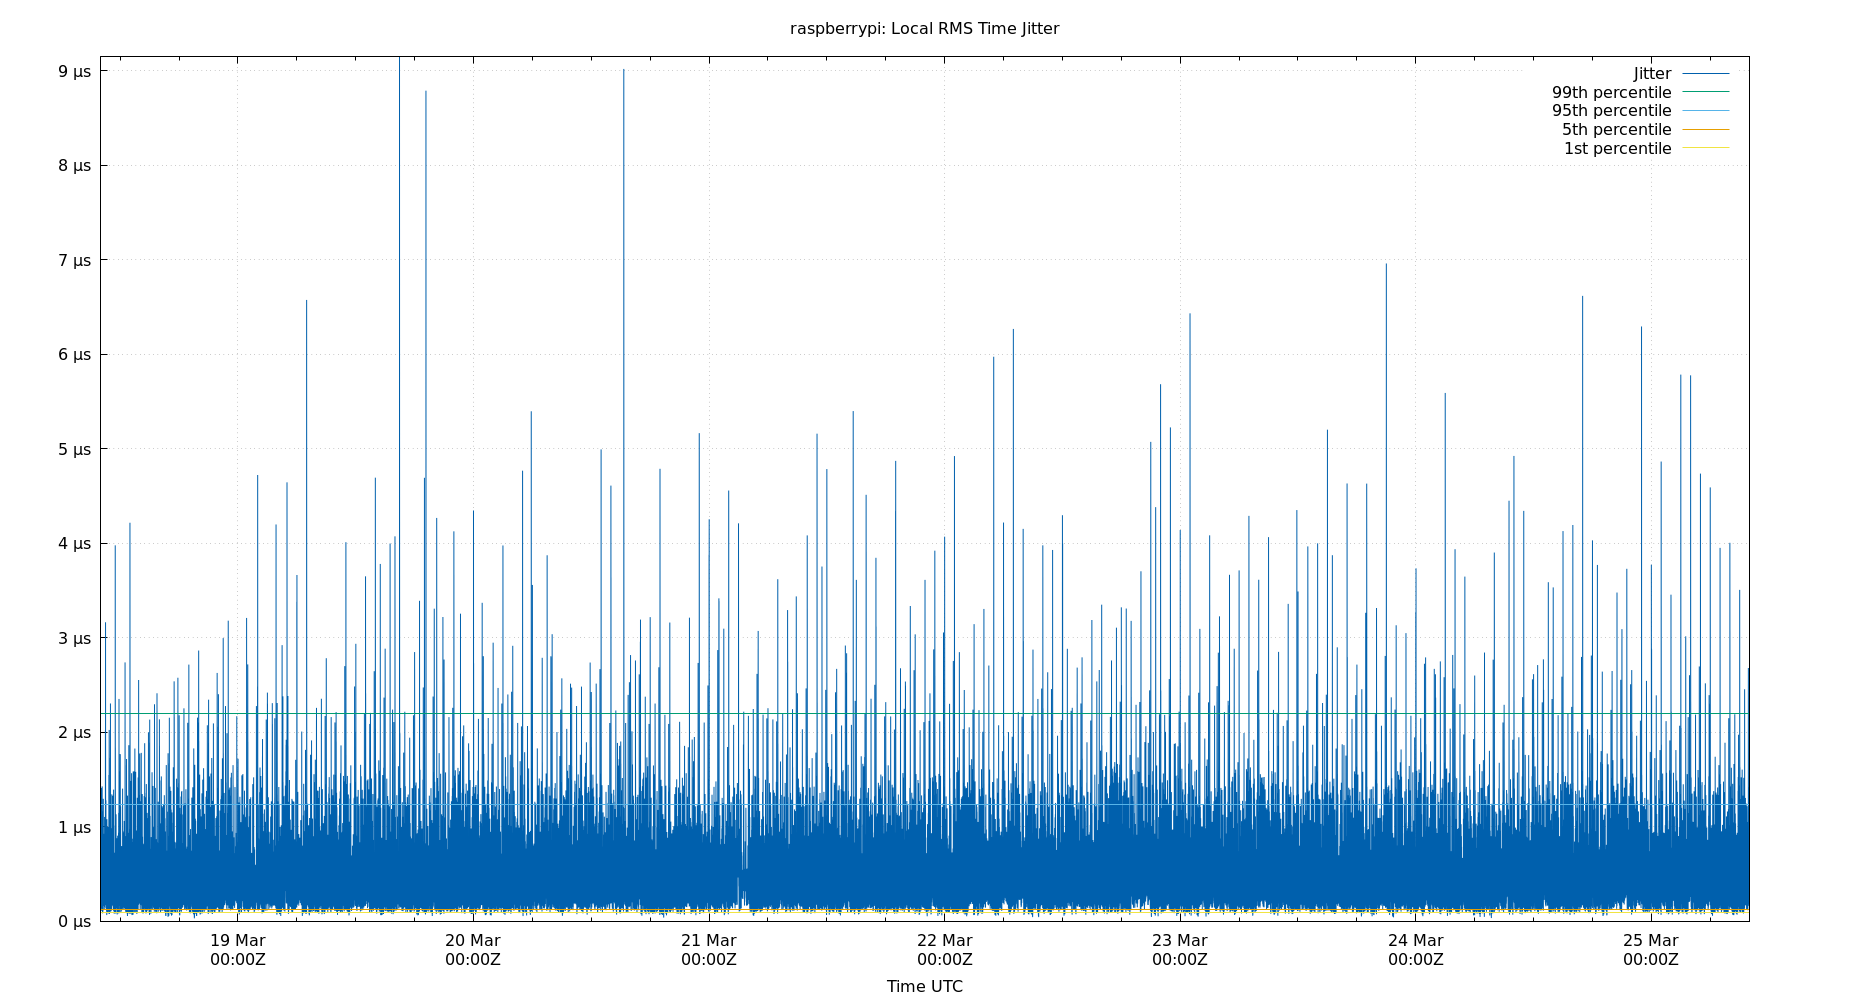 raspberrypi: Local RMS Time Jitter
Jitter
99th percentile
95th percentile
5th percentile
1st percentile
9 µs
8 µs
7 µs
6 µs
5 µs
4 µs
3 µs
2 µs
1 µs
0 µs
19 Mar
00:00Z
20 Mar
00:00Z
21 Mar
00:00Z
22 Mar
00:00Z
23 Mar
00:00Z
24 Mar
00:00Z
25 Mar
00:00Z
Time UTC